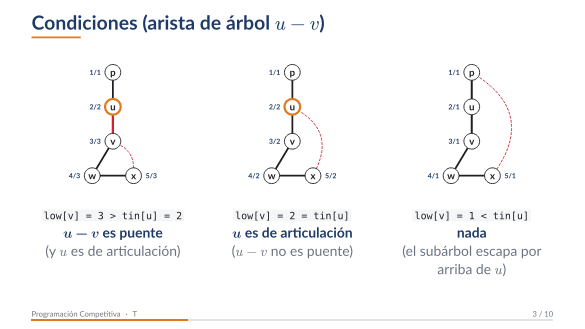 Condiciones (arista de árbol u − v)
1/1 p
2/2 u
3/3 v
4/3 w x 5/3
low[v] = 3 > tin[u] = 2
u − v es puente
(y u es de articulación)
1/1 p
2/2 u
3/2 v
4/2 w x 5/2
low[v] = 2 = tin[u]
u es de articulación
(u − v no es puente)
1/1 p
2/1 u
3/1 v
4/1 w x 5/1
low[v] = 1 < tin[u]
nada
(el subárbol escapa por
arriba de u)
Programación Competitiva · T
3 / 10